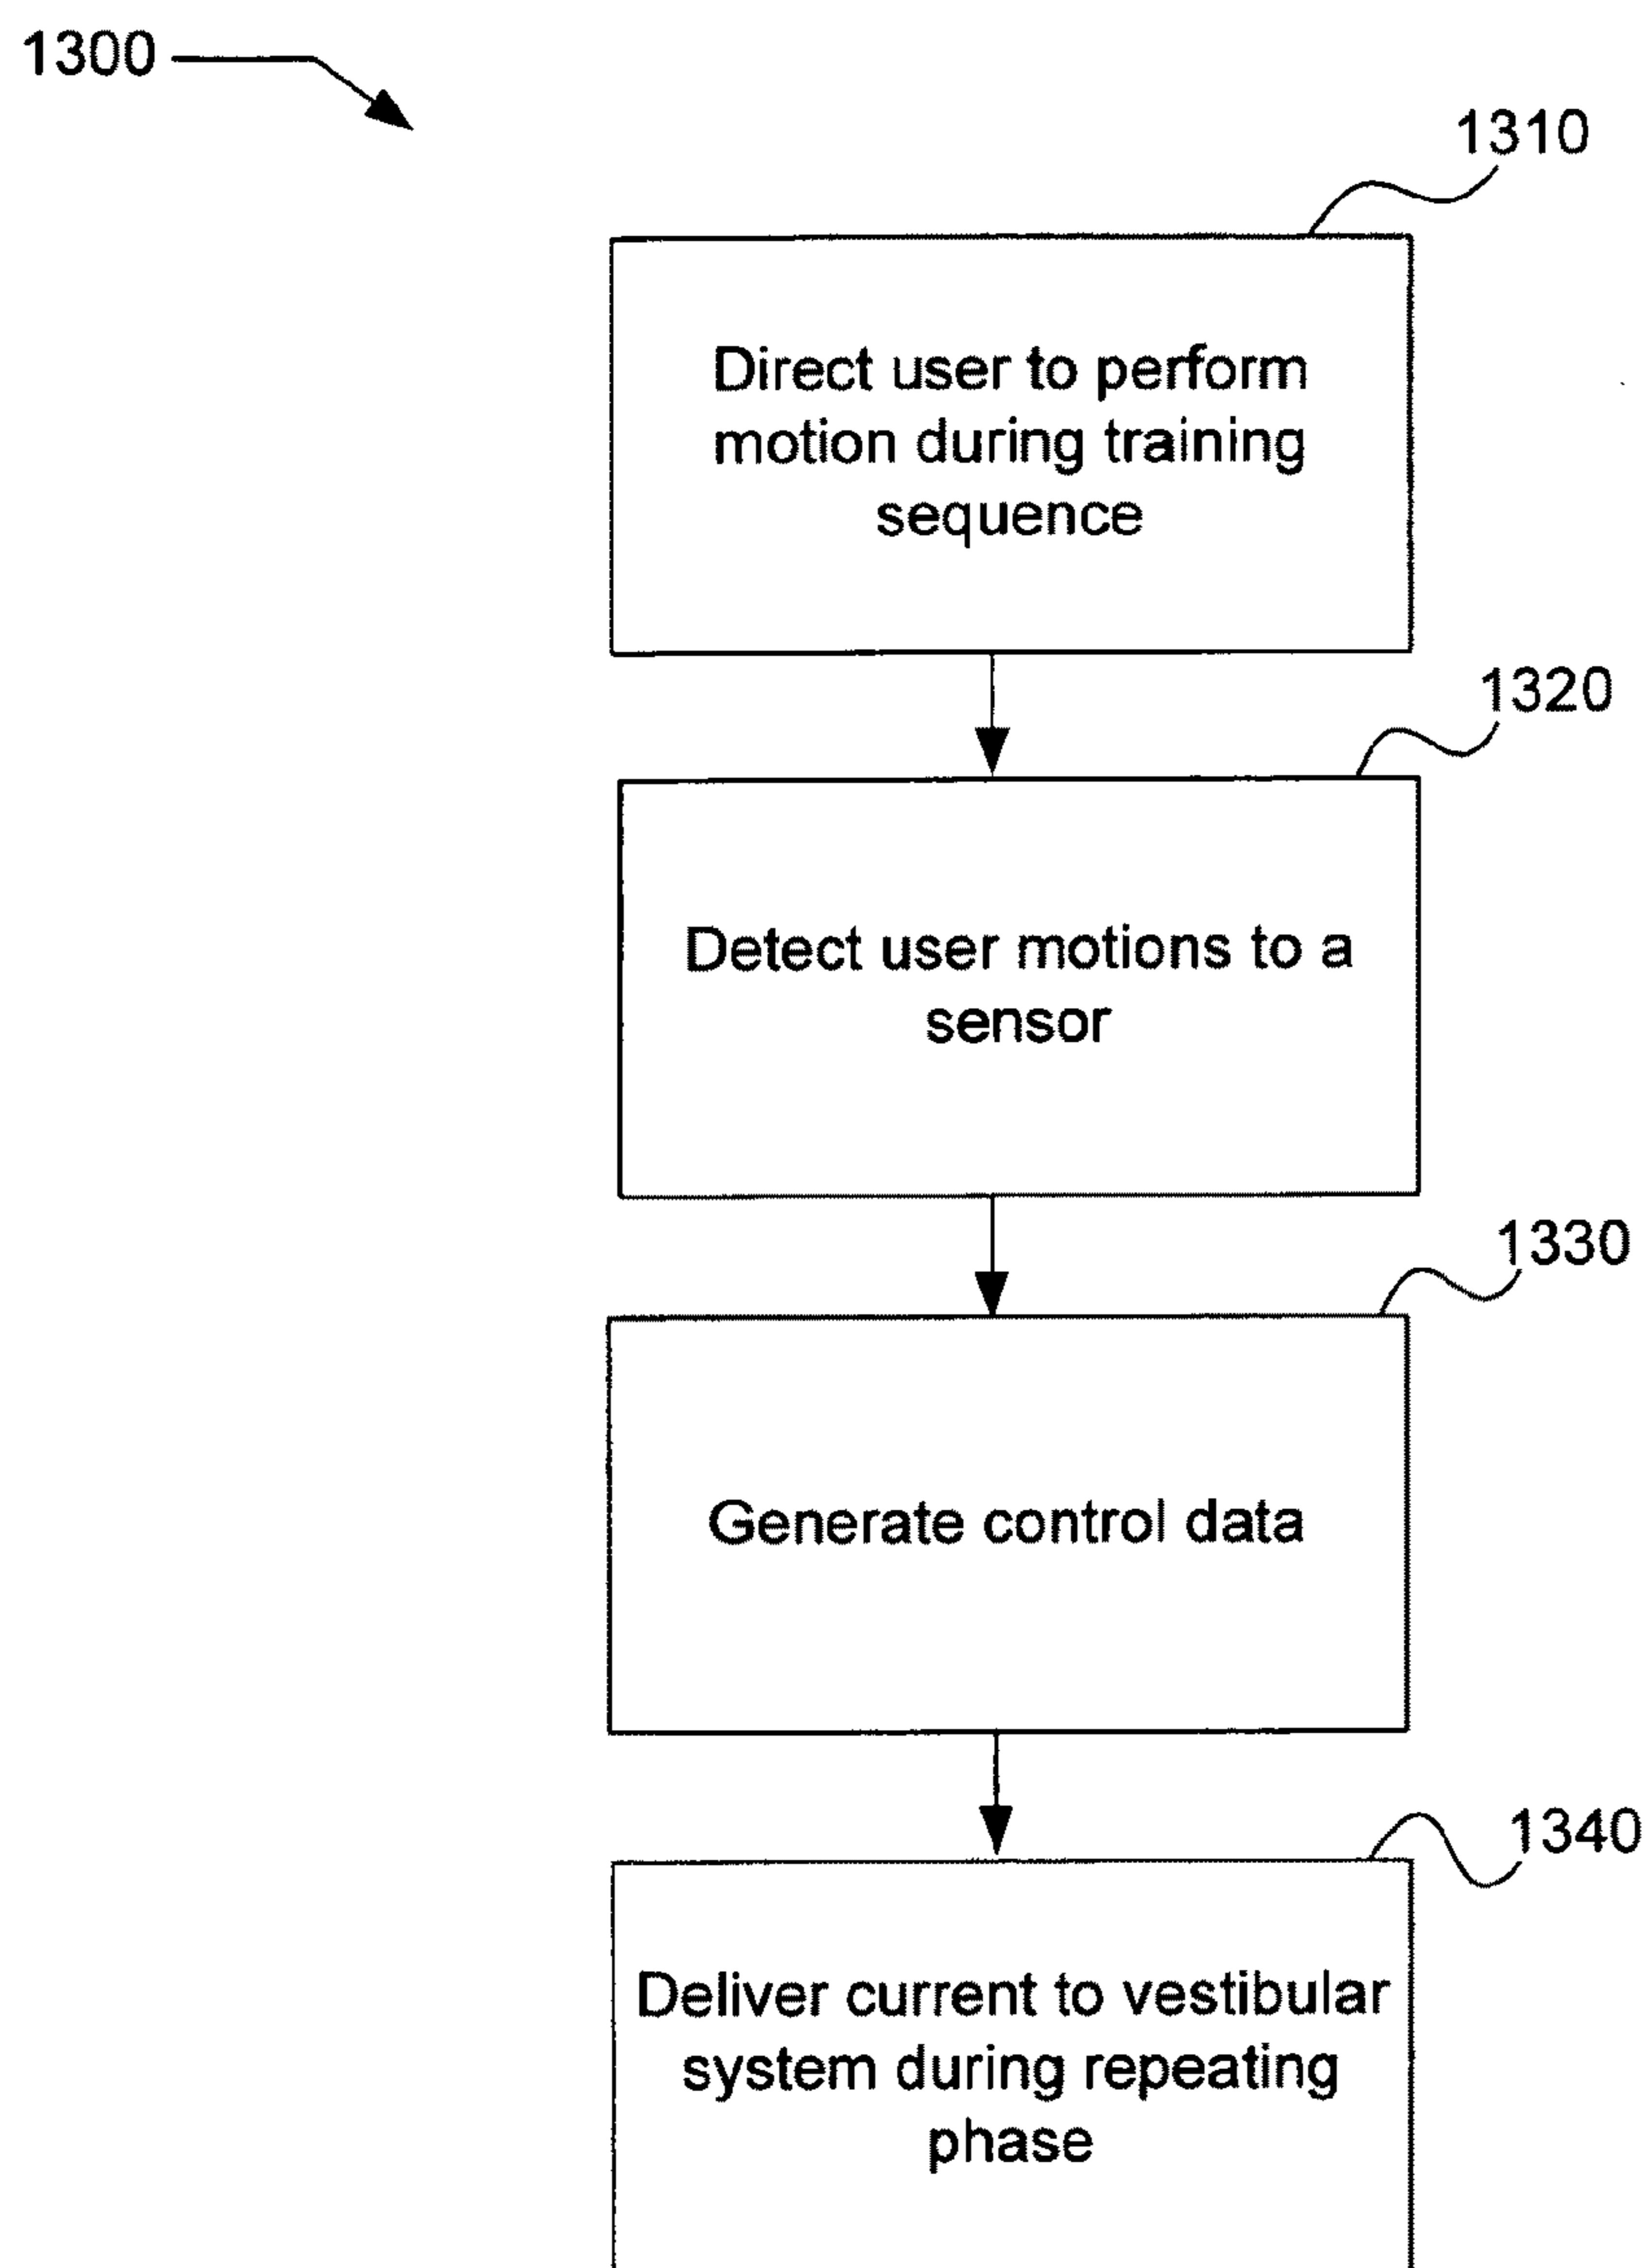 1300
1310
Direct user to perform
motion during training
sequence
1320
Detect user motions to a
sensor
1330
Generate control data
1340
Deliver current to vestibular
system during repeating
phase